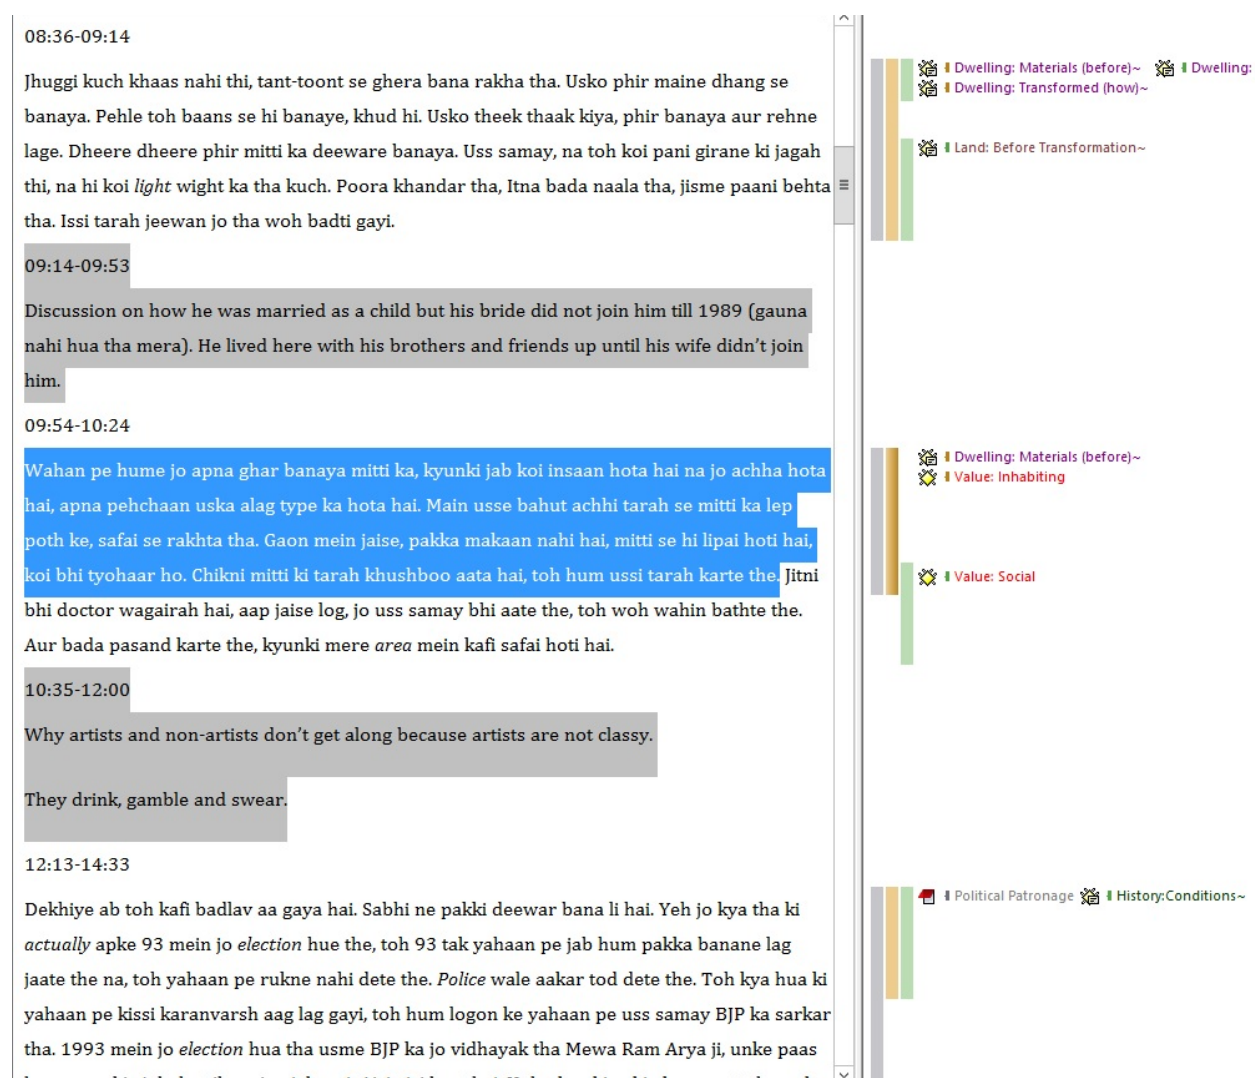 08:36-09:14
Jhuggi kuch khaas nahi thi, tant-toont se ghera bana rakha tha. Usko phir maine dhang se
banaya. Pehle toh baans se hi banaye, khud hi. Usko theek thaak kiya, phir banaya aur rehne
lage. Dheere dheere phir mitti ka deeware banaya. Uss samay, na toh koi pani girane ki jagah
thi, na hi koi light wight ka tha kuch. Poora khandar tha, Itna bada naala tha, jisme paani behta
tha. Issi tarah jeewan jo tha woh badti gayi.
09:14-09:53
Discussion on how he was married as a child but his bride did not join him till 1989 (gauna
nahi hua tha mera). He lived here with his brothers and friends up until his wife didn’t join
him.
09:54-10:24
Wahan pe hume jo apna ghar banaya mitti ka, kyunki jab koi insaan hota hai na jo achha hota
hai, apna pehchaan uska alag type ka hota hai. Main usse bahut achhi tarah se mitti ka lep
poth ke, safai se rakhta tha. Gaon mein jaise, pakka makaan nahi hai, mitti se hi lipai hoti hai,
koi bhi tyohaar ho. Chikni mitti ki tarah khushboo aata hai, toh hum ussi tarah karte the. Jitni
bhi doctor wagairah hai, aap jaise log, jo uss samay bhi aate the, toh woh wahin bathte the.
Aur bada pasand karte the, kyunki mere area mein kafi safai hoti hai.
10:35-12:00
Why artists and non-artists don’t get along because artists are not classy.
They drink, gamble and swear.
12:13-14:33
Dekhiye ab toh kafi badlav aa gaya hai. Sabhi ne pakki deewar bana li hai. Yeh jo kya tha ki
actually apke 93 mein jo election hue the, toh 93 tak yahaan pe jab hum pakka banane lag
jaate the na, toh yahaan pe rukne nahi dete the. Police wale aakar tod dete the. Toh kya hua ki
yahaan pe kissi karanvarsh aag lag gayi, toh hum logon ke yahaan pe uss samay BJP ka sarkar
tha. 1993 mein jo election hua tha usme BJP ka jo vidhayak tha Mewa Ram Arya ji, unke paas
Dwelling: Materials (before)~ Dwelling:
Dwelling: Transformed (how)~
Land: Before Transformation~
Dwelling: Materials (before)~
Value: Inhabiting
Value: Social
Political Patronage History:Conditions~